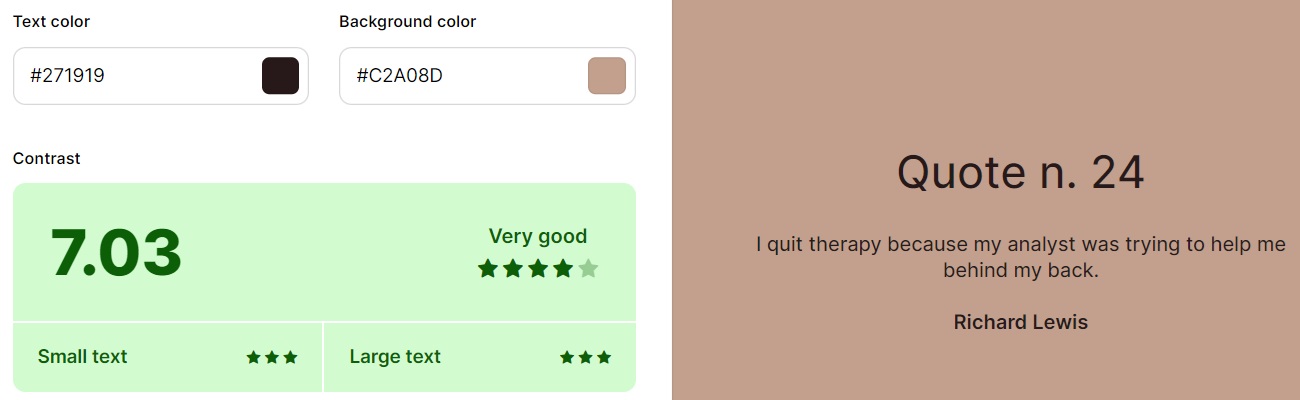 Text color
Background color
#271919
#C2A08D
Contrast
7.03
Very good
Small text
Large text
Quote n. 24
I quit therapy because my analyst was trying to help me
behind my back.
Richard Lewis